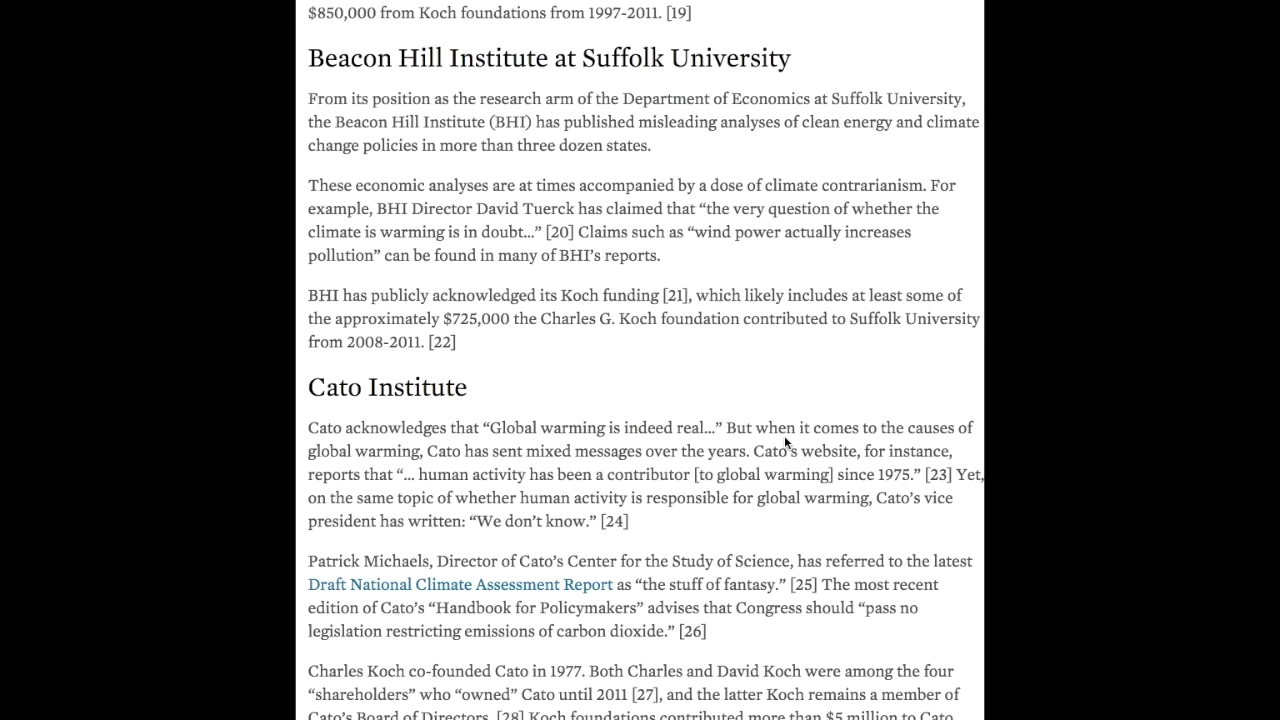 $850,000 from Koch foundations from 1997-2011. [19]
Beacon Hill Institute at Suffolk University
From its position as the research arm of the Department of Economics at Suffolk University,
the Beacon Hill Institute (BHI) has published misleading analyses of clean energy and climate
change policies in more than three dozen states.
These economic analyses are at times accompanied by a dose of climate contrarianism. For
example, BHI Director David Tuerck has claimed that “the very question of whether the
climate is warming is in doubt…” [20] Claims such as “wind power actually increases
pollution” can be found in many of BHI’s reports.
BHI has publicly acknowledged its Koch funding [21], which likely includes at least some of
the approximately $725,000 the Charles G. Koch foundation contributed to Suffolk University
from 2008-2011. [22]
Cato Institute
Cato acknowledges that “Global warming is indeed real…” But when it comes to the causes of
global warming, Cato has sent mixed messages over the years. Cato’s website, for instance,
reports that “… human activity has been a contributor [to global warming] since 1975.” [23] Yet,
on the same topic of whether human activity is responsible for global warming, Cato’s vice
president has written: “We don’t know.” [24]
Patrick Michaels, Director of Cato’s Center for the Study of Science, has referred to the latest
Draft National Climate Assessment Report as “the stuff of fantasy.” [25] The most recent
edition of Cato’s “Handbook for Policymakers” advises that Congress should “pass no
legislation restricting emissions of carbon dioxide.” [26]
Charles Koch co-founded Cato in 1977. Both Charles and David Koch were among the four
“shareholders” who “owned” Cato until 2011 [27], and the latter Koch remains a member of
Cato’s Board of Directors. [28] Koch foundations contributed more than $5 million to Cato